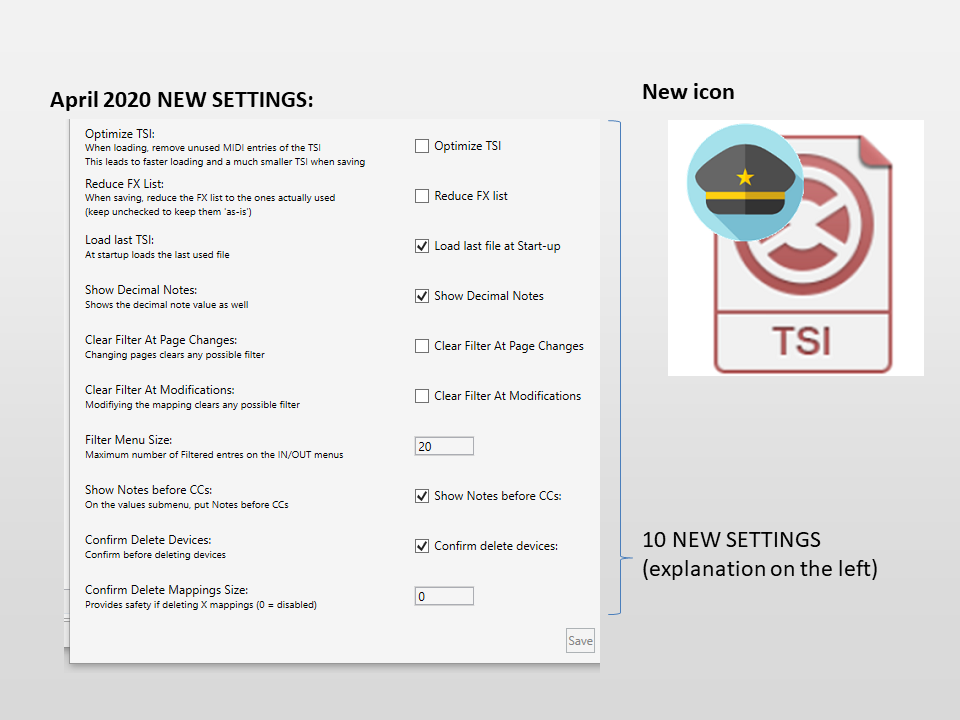 April 2020 NEW SETTINGS:
New icon
Optimize TSI:
When loading, remove unused MIDI entries of the TSI
This leads to faster loading and a much smaller TSI when saving
Optimize TSI
Reduce FX List:
When saving, reduce the FX list to the ones actually used
(keep unchecked to keep them 'as-is')
Reduce FX list
Load last TSI:
At startup loads the last used file
Load last file at Start-up
Show Decimal Notes:
Shows the decimal note value as well
Show Decimal Notes
Clear Filter At Page Changes:
Changing pages clears any possible filter
Clear Filter At Page Changes
Clear Filter At Modifications:
Modifiying the mapping clears any possible filter
Clear Filter At Modifications
Filter Menu Size:
Maximum number of Filtered entres on the IN/OUT menus
20
Show Notes before CCs:
On the values submenu, put Notes before CCs
Show Notes before CCs:
Confirm Delete Devices:
Confirm before deleting devices
Confirm delete devices:
Confirm Delete Mappings Size:
Provides safety if deleting X mappings (0 = disabled)
0
Save
TSI
10 NEW SETTINGS
(explanation on the left)